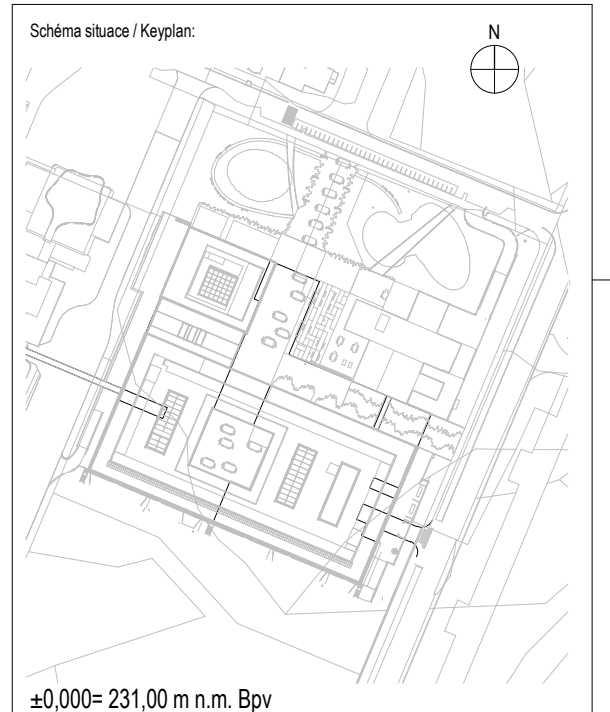 Schéma situace / Keyplan:
N
±0,000= 231,00 m n.m. Bpv